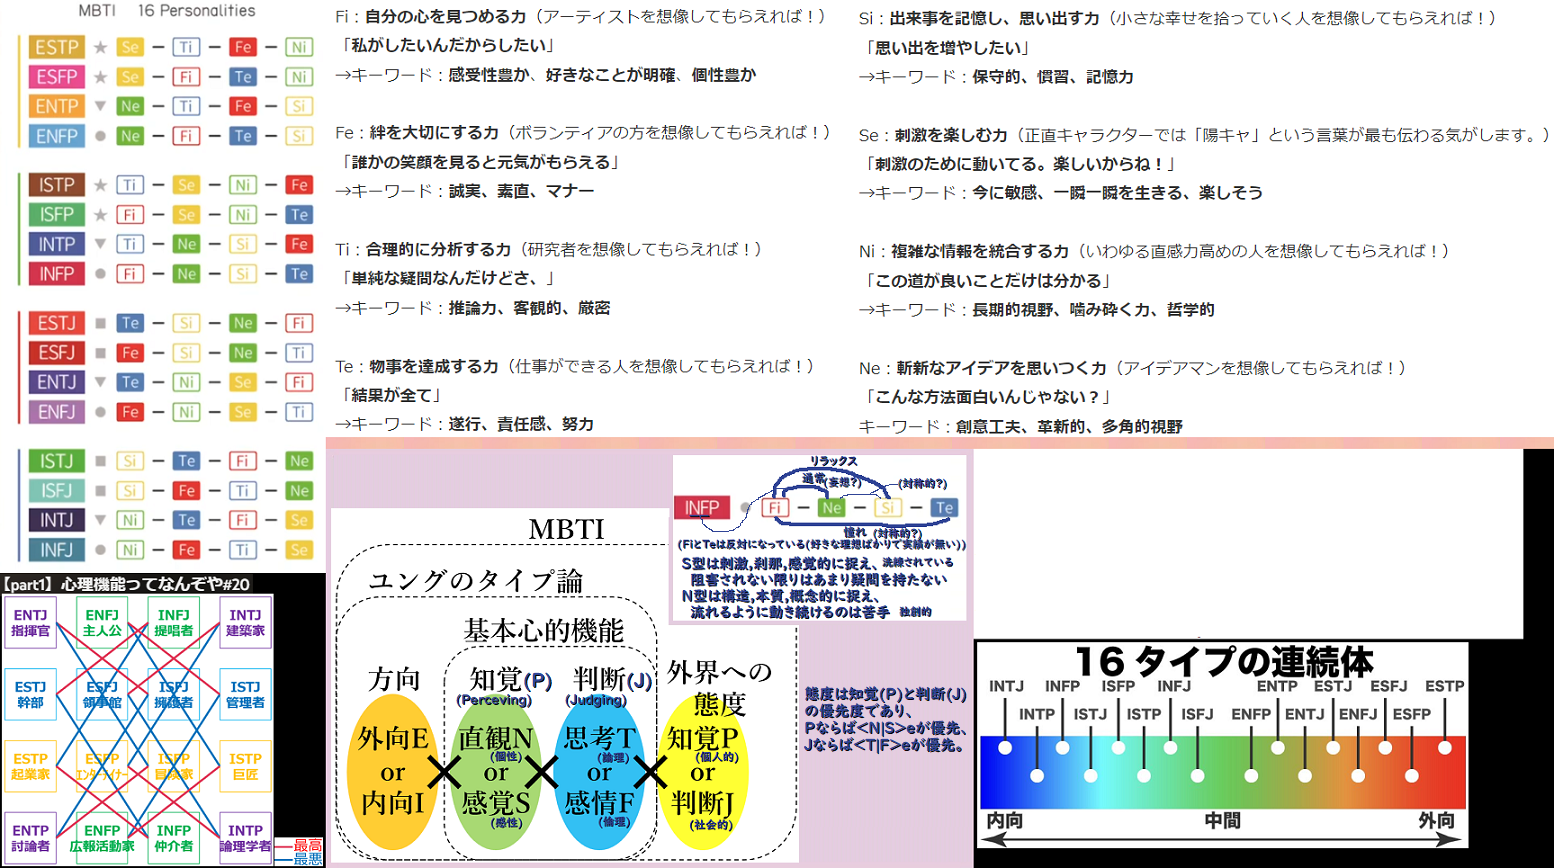 MBTI 16 Personalities
ESTP ★ Se – Ti – Fe – Ni
ESFP ★ Se – Fi – Te – Ni
ENTP ▼ Ne – Ti – Fe – Si
ENFP ● Ne – Fi – Te – Si
ISTP ★ Ti – Se – Ni – Fe
ISFP ★ Fi – Se – Ni – Te
INTP ▼ Ti – Ne – Si – Fe
INFP ● Fi – Ne – Si – Te
ESTJ ■ Te – Si – Ne – Fi
ESFJ ■ Fe – Si – Ne – Ti
ENTJ ▼ Te – Ni – Se – Fi
ENFJ ● Fe – Ni – Se – Ti
ISTJ ■ Si – Te – Fi – Ne
ISFJ ■ Si – Fe – Ti – Ne
INTJ ▼ Ni – Te – Fi – Se
INFJ ● Ni – Fe – Ti – Se
Fi:自分の心を見つめる力(アーティストを想像してもらえれば!)
「私がしたいんだからしたい」
→キーワード:感受性豊か、好きなことが明確、個性豊か
Fe:絆を大切にする力(ボランティアの方を想像してもらえれば!)
「誰かの笑顔を見ると元気がもらえる」
→キーワード:誠実、素直、マナー
Ti:合理的に分析する力(研究者を想像してもらえれば!)
「単純な疑問なんだけどさ、」
→キーワード:推論力、客観的、厳密
Te:物事を達成する力(仕事ができる人を想像してもらえれば!)
「結果が全て」
→キーワード:遂行、責任感、努力
Si:出来事を記憶し、思い出す力(小さな幸せを拾っていく人を想像してもらえれば!)
「思い出を増やしたい」
→キーワード:保守的、慣習、記憶力
Se:刺激を楽しむ力(正直キャラクターでは「陽キャ」という言葉が最も伝わる気がします。)
「刺激のために動いてる。楽しいからね!」
→キーワード:今に敏感、一瞬一瞬を生きる、楽しそう
Ni:複雑な情報を統合する力(いわゆる直感力高めの人を想像してもらえれば!)
「この道が良いことだけは分かる」
→キーワード:長期的視野、噛み砕く力、哲学的
Ne:斬新なアイデアを思いつく力(アイデアマンを想像してもらえれば!)
「こんな方法面白いんじゃない?」
キーワード:創意工夫、革新的、多角的視野
【part1】心理機能ってなんぞや#20
ENTJ ENFJ INFJ INTJ
指揮官 主人公 提唱者 建築家
ESTJ ESFJ ISFJ ISTJ
幹部 領事館 擁護者 管理者
ESTP ESFP ISFP ISTP
起業家 エンターテイナー 冒険家 巨匠
ENTP ENFP INFP INTP
討論者 広報活動家 仲介者 論理学者
最高
最悪
MBTI
ユングのタイプ論
基本心的機能
方向 知覚(P) 判断(J) 外界への
(Perceving) (Judging) 態度
外向E 直観N 思考T 知覚P
(個性) (論理) (個人的)
or or or or
内向I 感覚S 感情F 判断J
(感性) (倫理) (社会的)
リラックス
通常(妄想?) (対称的?)
INFP ● Fi – Ne – Si – Te
憧れ (対称的?)
(FiとTeは反対になっている(好きな理想ばかりで実績が無い))
S型は刺激,刹那,感覚的に捉え、洗練されている
阻害されない限りはあまり疑問を持たない
N型は構造,本質,概念的に捉え、
流れるように動き続けるのは苦手 独創的
態度は知覚(P)と判断(J)
の優先度であり、
Pならば<N|S>eが優先、
Jならば<T|F>eが優先。
16タイプの連続体
INTJ INFP ISFP INFJ ENTP ESTJ ESFJ ESTP
INTP ISTJ ISTP ISFJ ENFP ENTJ ENFJ ESFP
内向 中間 外向